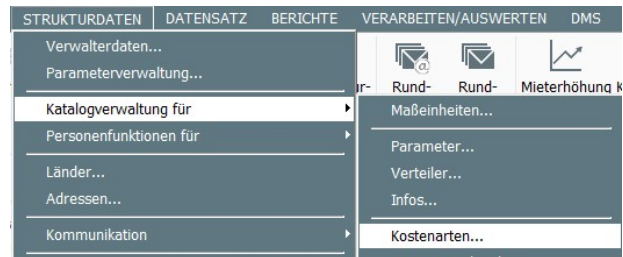 STRUKTURDATEN DATENSATZ BERICHTE VERARBEITEN/AUSWERTEN DMS
Verwalterdaten...
Parameterverwaltung...
Rund- Rund- Mieterhöhung K
Katalogverwaltung für
Maßeinheiten...
Personenfunktionen für
Parameter...
Länder...
Verteiler...
Adressen...
Infos...
Kommunikation
Kostenarten...